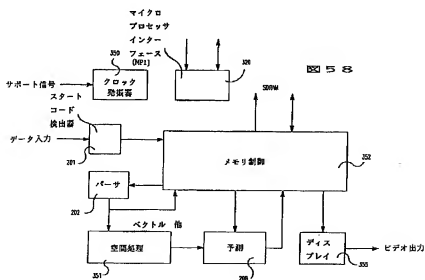 マイクロ
プロセッサ
インター
フェース
(MPI)
350
サポート信号
クロック
発振器
320
図58
スタート
コード
検出器
SDRAM
データ入力
201
メモリ制御
352
パーサ
202
ベクトル 他
空間処理
351
予測
208
ディス
プレイ
355
ビデオ出力